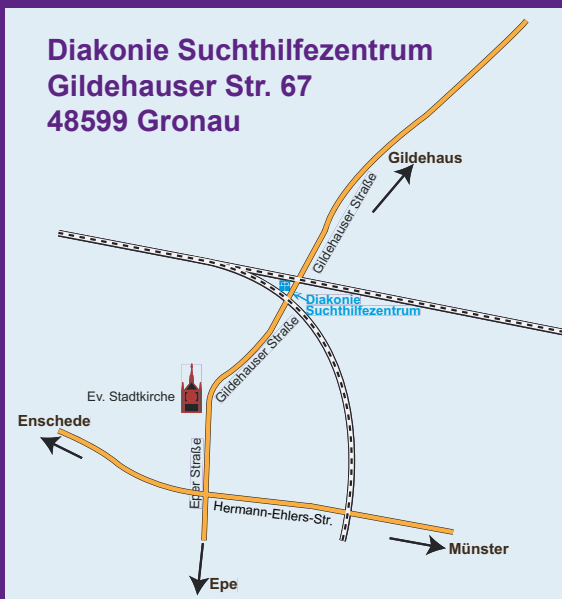 Diakonie Suchthilfezentrum
Gildehauser Str. 67
48599 Gronau
Gildehaus
Gildehauser Straße
Diakonie
Suchthilfezentrum
Gildehauser Straße
Ev. Stadtkirche
Enschede
Eper Straße
Hermann-Ehlers-Str.
Münster
Epe